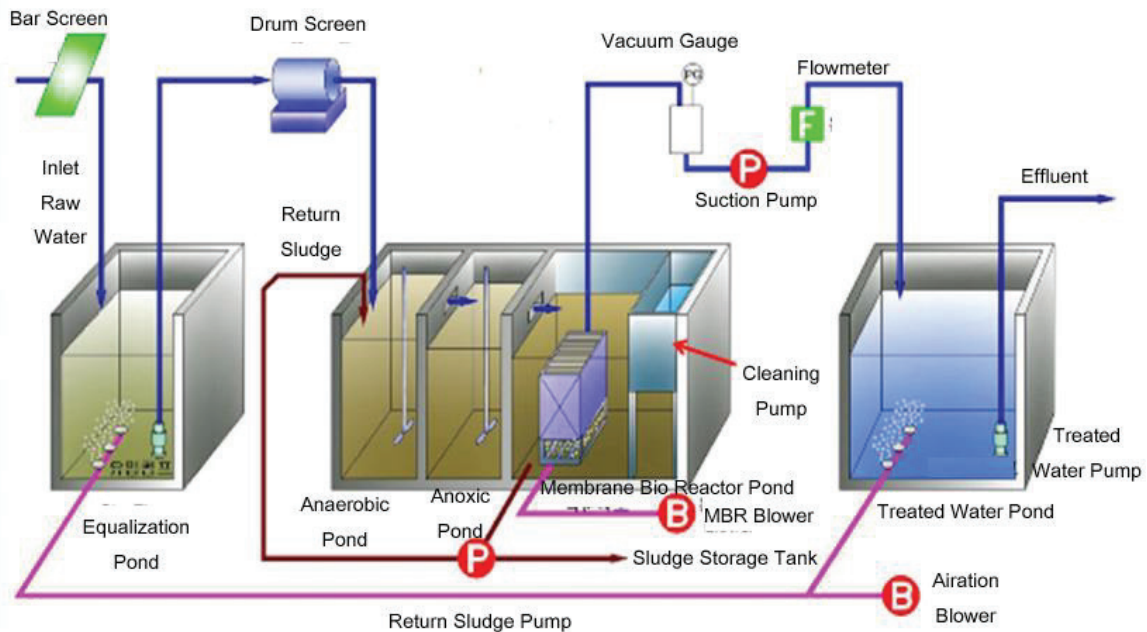 Bar Screen
Drum Screen
Vacuum Gauge
PG
Flowmeter
F
P
Suction Pump
Effluent
Inlet
Raw
Water
Return
Sludge
Cleaning
Pump
Treated
Water Pump
Equalization
Pond
Anaerobic
Pond
Anoxic
Pond
Membrane Bio Reactor Pond
B
MBR Blower
Treated Water Pond
P
Sludge Storage Tank
B
Airation
Blower
Return Sludge Pump